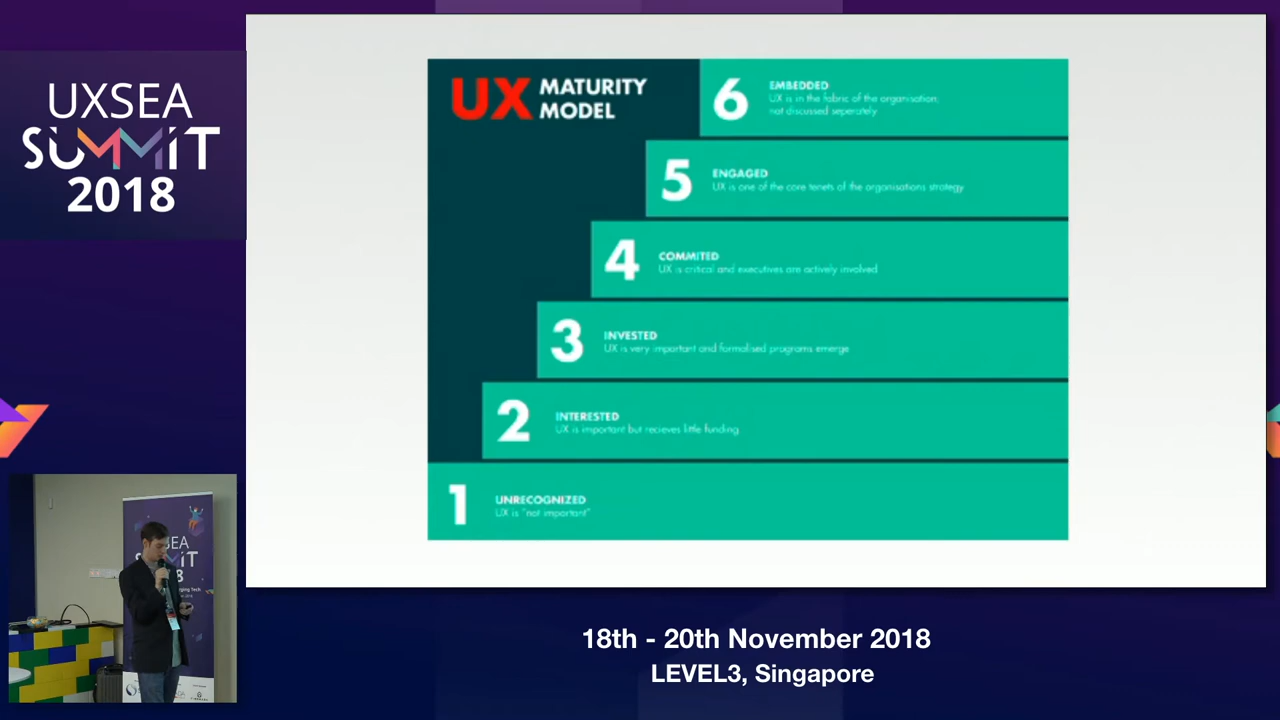 UXSEA
SUMMIT
2018
UX MATURITY
MODEL
6 EMBEDDED
UX is in the fabric of the organisation,
not discussed seperately
5 ENGAGED
UX is one of the core tenets of the organisations strategy
4 COMMITED
UX is critical and executives are actively involved
3 INVESTED
UX is very important and formalised programs emerge
2 INTERESTED
UX is important but recieves little funding
1 UNRECOGNIZED
UX is "not important"
18th - 20th November 2018
LEVEL3, Singapore